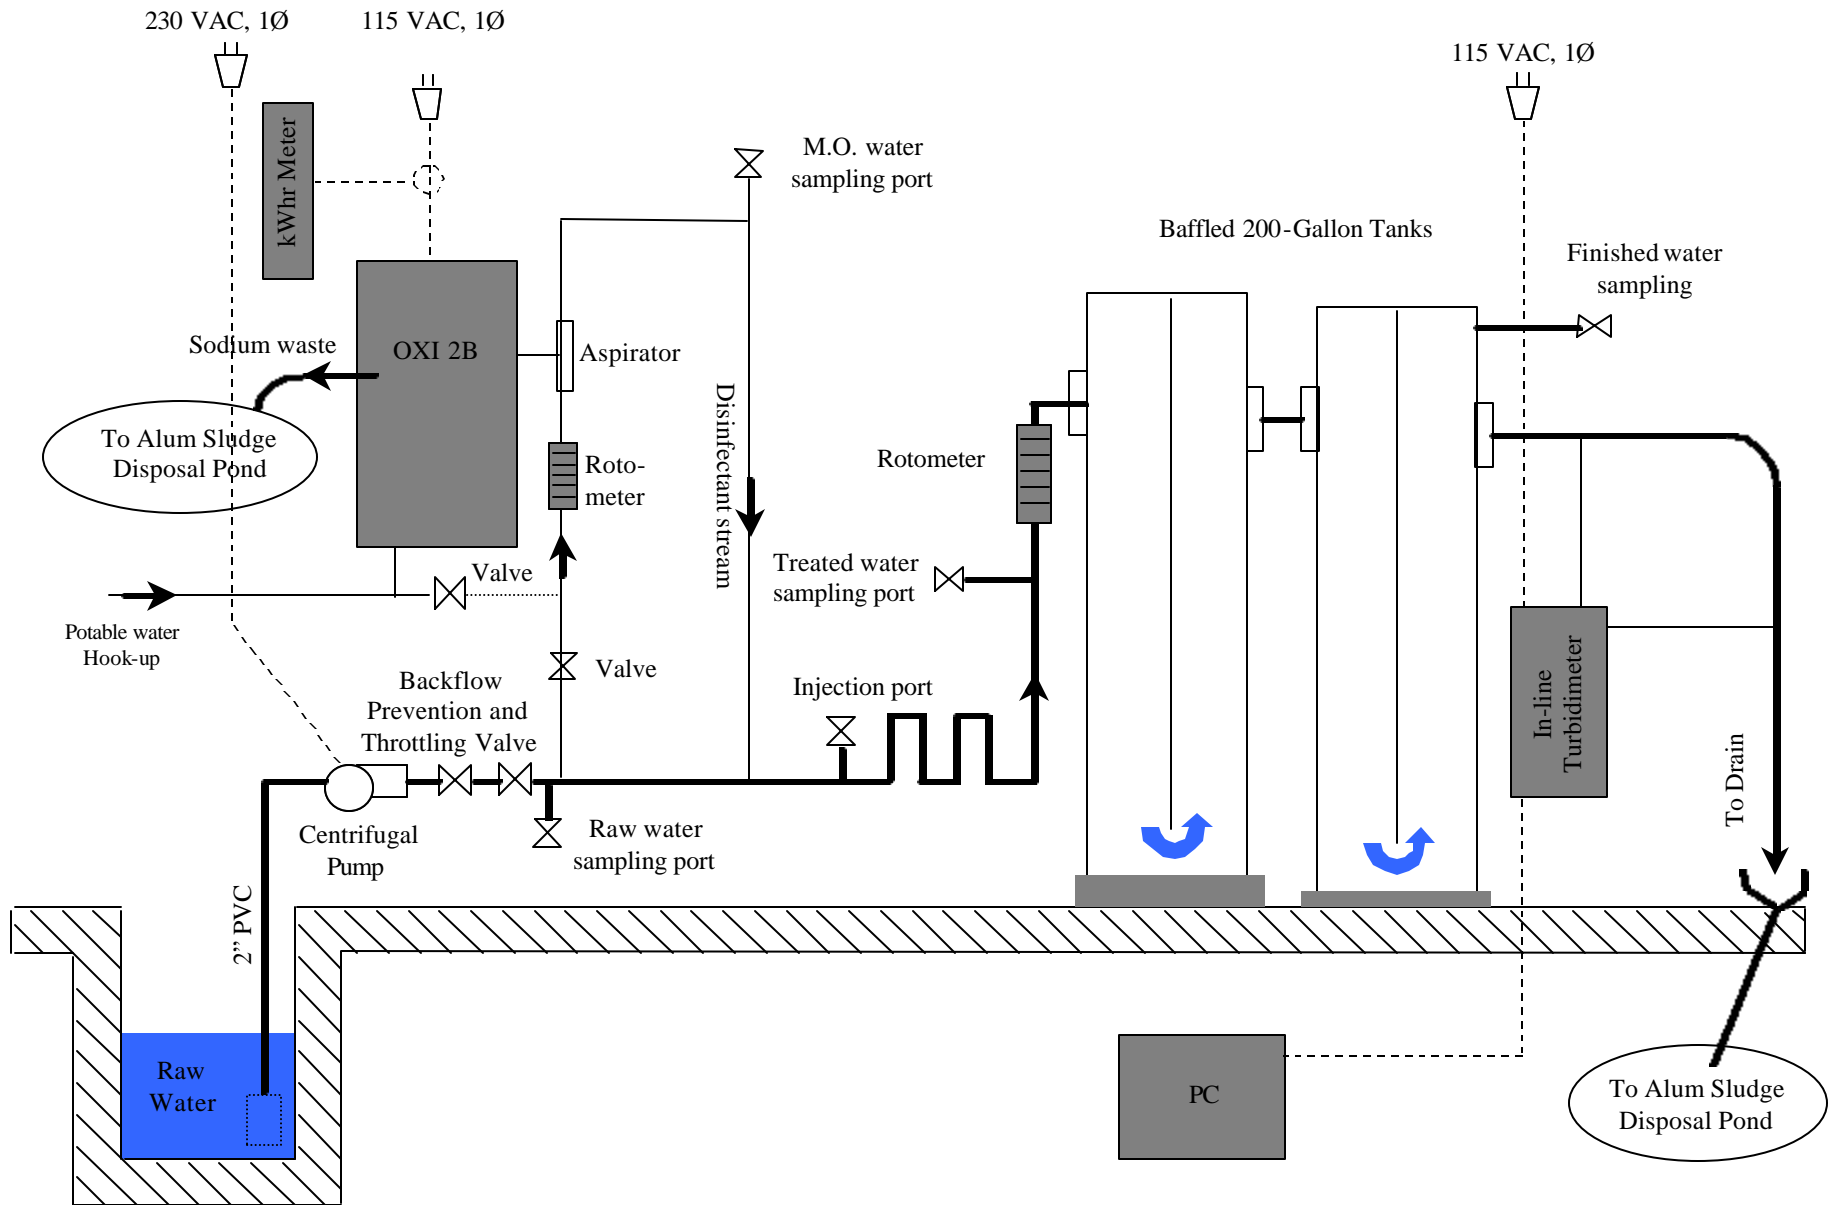 230 VAC, 1Ø
115 VAC, 1Ø
115 VAC, 1Ø
kWhr Meter
M.O. water
sampling port
Baffled 200-Gallon Tanks
Finished water
sampling
Sodium waste
OXI 2B
Aspirator
To Alum Sludge
Disposal Pond
Roto-
meter
Disinfectant stream
Rotometer
Valve
Treated water
sampling port
Potable water
Hook-up
Valve
Backflow
Prevention and
Throttling Valve
Injection port
In-line
Turbidimeter
To Drain
Centrifugal
Pump
Raw water
sampling port
2” PVC
Raw
Water
PC
To Alum Sludge
Disposal Pond